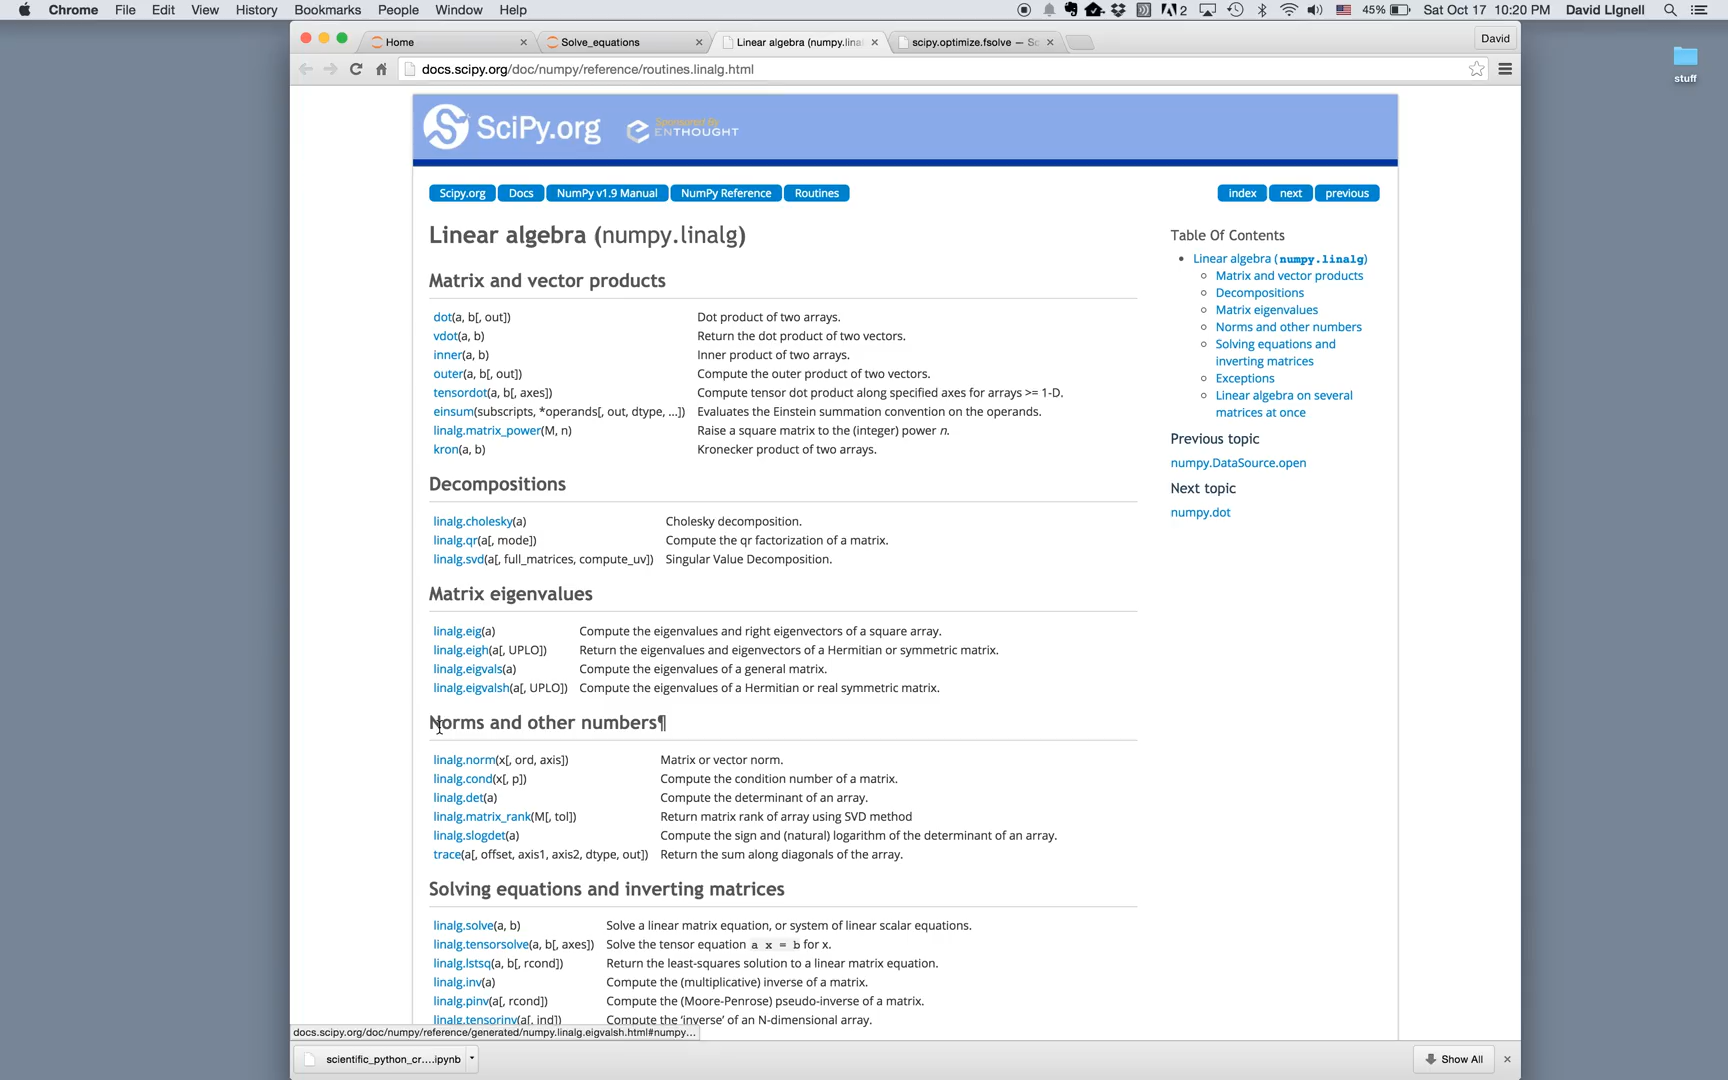 Chrome File Edit View History Bookmarks People Window Help 2 45% Sat Oct 17 10:20 PM David LIgnell
Home Solve_equations Linear algebra (numpy.lina scipy.optimize.fsolve — Sc David
docs.scipy.org/doc/numpy/reference/routines.linalg.html
stuff
SciPy.org Sponsored By ENTHOUGHT
Scipy.org Docs NumPy v1.9 Manual NumPy Reference Routines index next previous
Linear algebra (numpy.linalg)
Matrix and vector products
dot(a, b[, out]) Dot product of two arrays.
vdot(a, b) Return the dot product of two vectors.
inner(a, b) Inner product of two arrays.
outer(a, b[, out]) Compute the outer product of two vectors.
tensordot(a, b[, axes]) Compute tensor dot product along specified axes for arrays >= 1-D.
einsum(subscripts, *operands[, out, dtype, ...]) Evaluates the Einstein summation convention on the operands.
linalg.matrix_power(M, n) Raise a square matrix to the (integer) power n.
kron(a, b) Kronecker product of two arrays.
Decompositions
linalg.cholesky(a) Cholesky decomposition.
linalg.qr(a[, mode]) Compute the qr factorization of a matrix.
linalg.svd(a[, full_matrices, compute_uv]) Singular Value Decomposition.
Matrix eigenvalues
linalg.eig(a) Compute the eigenvalues and right eigenvectors of a square array.
linalg.eigh(a[, UPLO]) Return the eigenvalues and eigenvectors of a Hermitian or symmetric matrix.
linalg.eigvals(a) Compute the eigenvalues of a general matrix.
linalg.eigvalsh(a[, UPLO]) Compute the eigenvalues of a Hermitian or real symmetric matrix.
Norms and other numbers¶
linalg.norm(x[, ord, axis]) Matrix or vector norm.
linalg.cond(x[, p]) Compute the condition number of a matrix.
linalg.det(a) Compute the determinant of an array.
linalg.matrix_rank(M[, tol]) Return matrix rank of array using SVD method
linalg.slogdet(a) Compute the sign and (natural) logarithm of the determinant of an array.
trace(a[, offset, axis1, axis2, dtype, out]) Return the sum along diagonals of the array.
Solving equations and inverting matrices
linalg.solve(a, b) Solve a linear matrix equation, or system of linear scalar equations.
linalg.tensorsolve(a, b[, axes]) Solve the tensor equation a x = b for x.
linalg.lstsq(a, b[, rcond]) Return the least-squares solution to a linear matrix equation.
linalg.inv(a) Compute the (multiplicative) inverse of a matrix.
linalg.pinv(a[, rcond]) Compute the (Moore-Penrose) pseudo-inverse of a matrix.
linalg.tensorinv(a[, ind]) Compute the ‘inverse’ of an N-dimensional array.
Table Of Contents
Linear algebra (numpy.linalg)
Matrix and vector products
Decompositions
Matrix eigenvalues
Norms and other numbers
Solving equations and
inverting matrices
Exceptions
Linear algebra on several
matrices at once
Previous topic
numpy.DataSource.open
Next topic
numpy.dot
docs.scipy.org/doc/numpy/reference/generated/numpy.linalg.eigvalsh.html#numpy...
scientific_python_cr....ipynb Show All